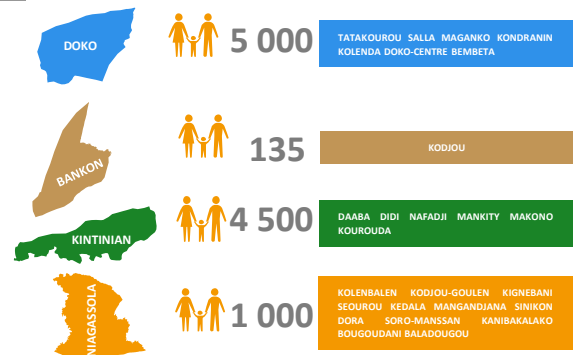 DOKO
5 000
TATAKOUROU SALLA MAGANKO KONDRANIN
KOLENDA DOKO-CENTRE BEMBETA
BANKON
135
KODJOU
KINTINIAN
4 500
DAABA DIDI NAFADJI MANKITY MAKONO
KOUROUDA
NIAGASSOLA
1 000
KOLENBALEN KODJOU-GOULEN KIGNEBANI
SEOUROU KEDALA MANGANDJANA SINIKON
DORA SORO-MANSSAN KANIBAKALAKO
BOUGOUDANI BALADOUGOU